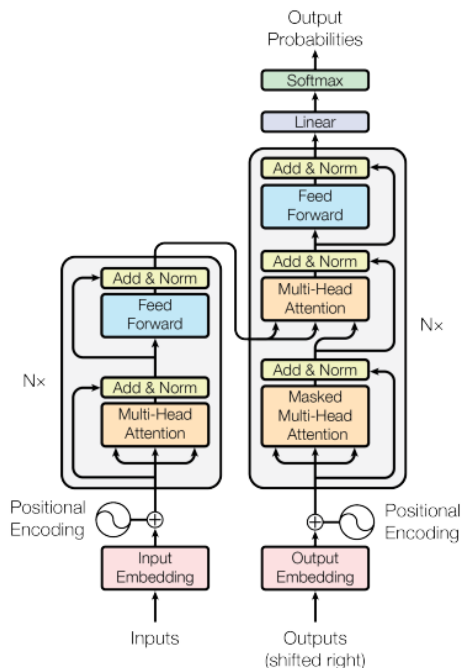 Output
Probabilities
Softmax
Linear
Add & Norm
Feed
Forward
Add & Norm
Multi-Head
Attention
Add & Norm
Masked
Multi-Head
Attention
Nx
Positional
Encoding
Output
Embedding
Outputs
(shifted right)
Add & Norm
Feed
Forward
Add & Norm
Multi-Head
Attention
Nx
Positional
Encoding
Input
Embedding
Inputs